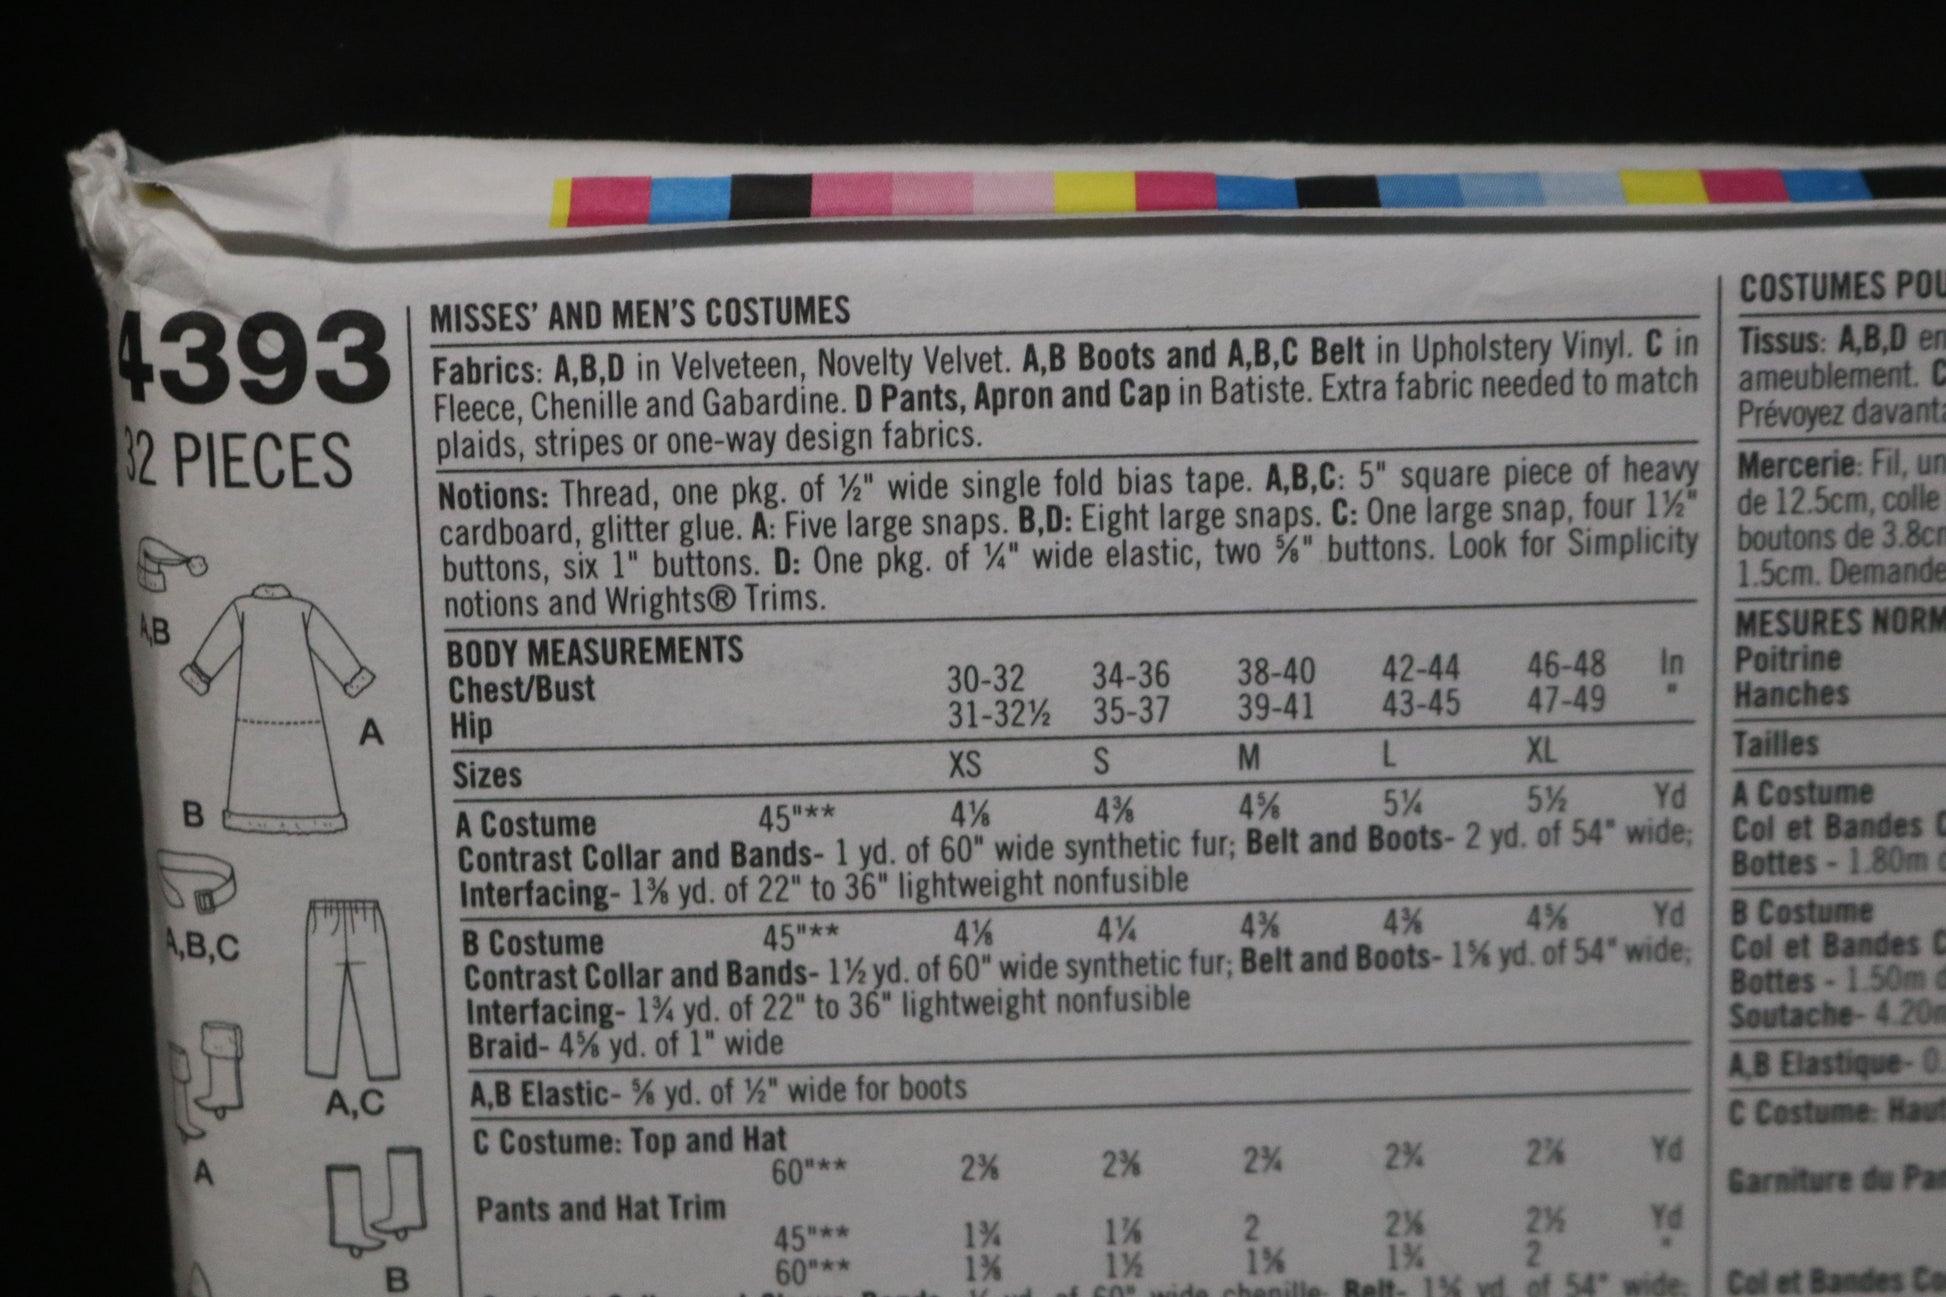 4393
32 PIECES
A,B
A
B
A,B,C
A,C
A
B
MISSES' AND MEN'S COSTUMES
Fabrics: A,B,D in Velveteen, Novelty Velvet. A,B Boots and A,B,C Belt in Upholstery Vinyl. C in
Fleece, Chenille and Gabardine. D Pants, Apron and Cap in Batiste. Extra fabric needed to match
plaids, stripes or one-way design fabrics.
Notions: Thread, one pkg. of ½" wide single fold bias tape. A,B,C: 5" square piece of heavy
cardboard, glitter glue. A: Five large snaps. B,D: Eight large snaps. C: One large snap, four 1½"
buttons, six 1" buttons. D: One pkg. of ¼" wide elastic, two ⅝" buttons. Look for Simplicity
notions and Wrights® Trims.
BODY MEASUREMENTS
Chest/Bust 30-32 34-36 38-40 42-44 46-48 In
Hip 31-32½ 35-37 39-41 43-45 47-49 "
Sizes XS S M L XL
A Costume 45"** 4⅛ 4⅜ 4⅝ 5¼ 5½ Yd
Contrast Collar and Bands- 1 yd. of 60" wide synthetic fur; Belt and Boots- 2 yd. of 54" wide;
Interfacing- 1⅜ yd. of 22" to 36" lightweight nonfusible
B Costume 45"** 4⅛ 4¼ 4⅜ 4⅜ 4⅝ Yd
Contrast Collar and Bands- 1½ yd. of 60" wide synthetic fur; Belt and Boots- 1⅝ yd. of 54" wide;
Interfacing- 1¾ yd. of 22" to 36" lightweight nonfusible
Braid- 4⅝ yd. of 1" wide
A,B Elastic- ⅝ yd. of ½" wide for boots
C Costume: Top and Hat
60"** 2⅜ 2⅜ 2¾ 2¾ 2⅞ Yd
Pants and Hat Trim
45"** 1¾ 1⅞ 2 2⅛ Yd
60"** 1⅜ 1½ 1⅝ 1¾ 2 "
of 60" wide chenille; Belt- yd. of 54" wide;
COSTUMES
Tissus: A,B,D en
ameublement. C
Prévoyez
Mercerie: Fil, un
de 12.5cm, colle
boutons de
1.5cm.
MESURES
Poitrine
Hanches
Tailles
A Costume
Col et Bandes
Bottes - 1.80m
B Costume
Col et Bandes
Bottes - 1.50m
Soutache- 4.20m
A,B Elastique- 0.
C Costume:
Garniture du
Col et Bandes